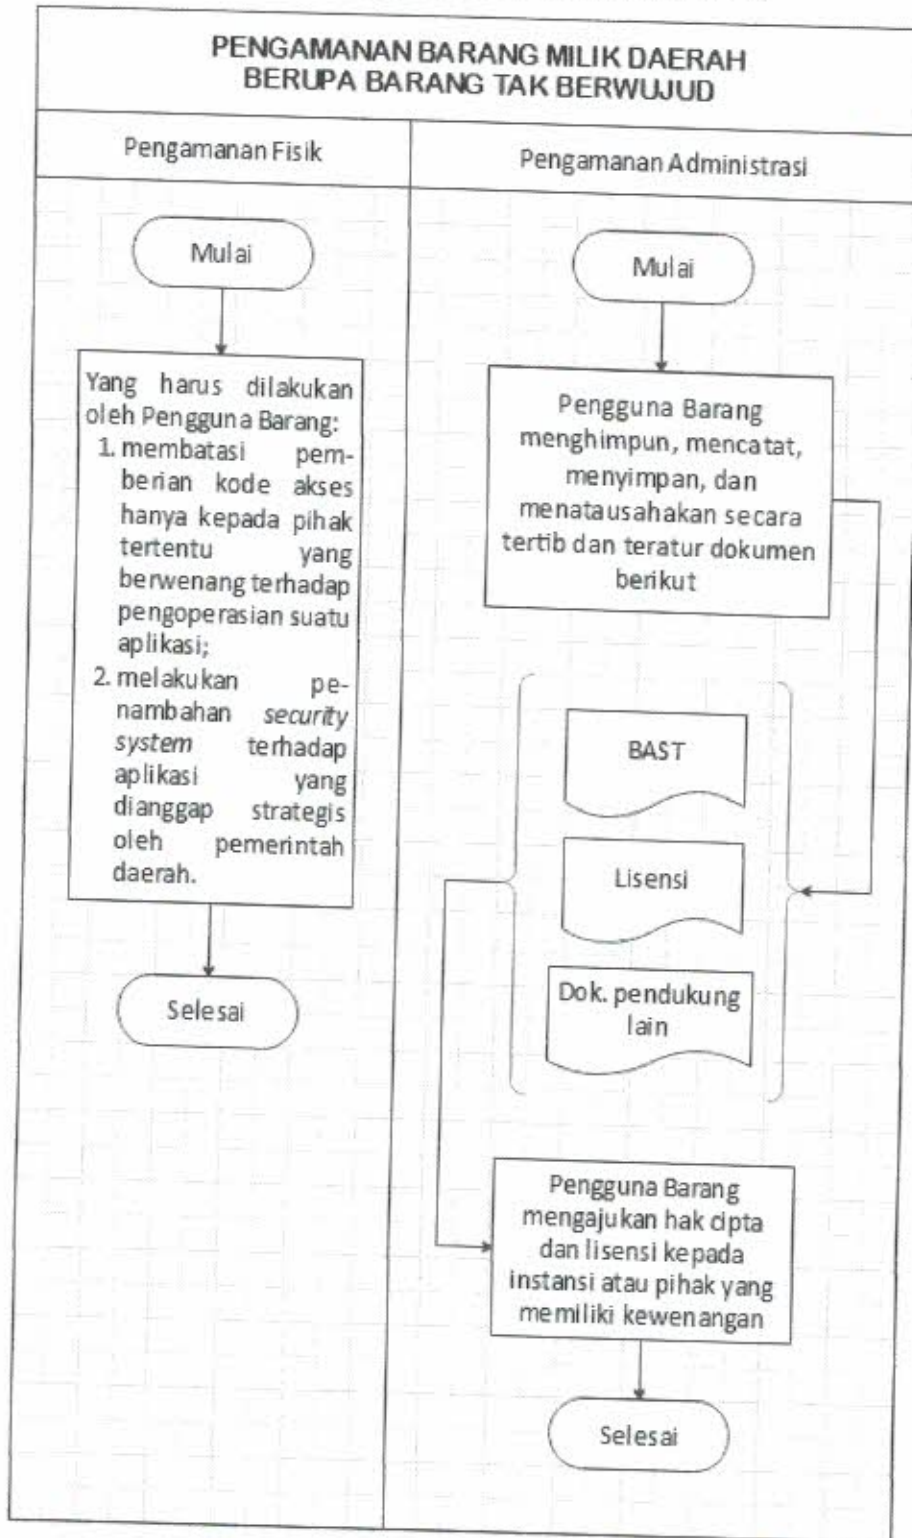 PENGAMANAN BARANG MILIK DAERAH
BERUPA BARANG TAK BERWUJUD
Pengamanan Fisik
Mulai
Yang harus dilakukan
oleh Pengguna Barang:
1. membatasi pem-
berian kode akses
hanya kepada pihak
tertentu yang
berwenang terhadap
pengoperasian suatu
aplikasi;
2. melakukan pe-
nambahan security
system terhadap
aplikasi yang
dianggap strategis
oleh pemerintah
daerah.
Selesai
Pengamanan Administrasi
Mulai
Pengguna Barang
menghimpun, mencatat,
menyimpan, dan
menatausahakan secara
tertib dan teratur dokumen
berikut
BAST
Lisensi
Dok. pendukung
lain
Pengguna Barang
mengajukan hak cipta
dan lisensi kepada
instansi atau pihak yang
memiliki kewenangan
Selesai